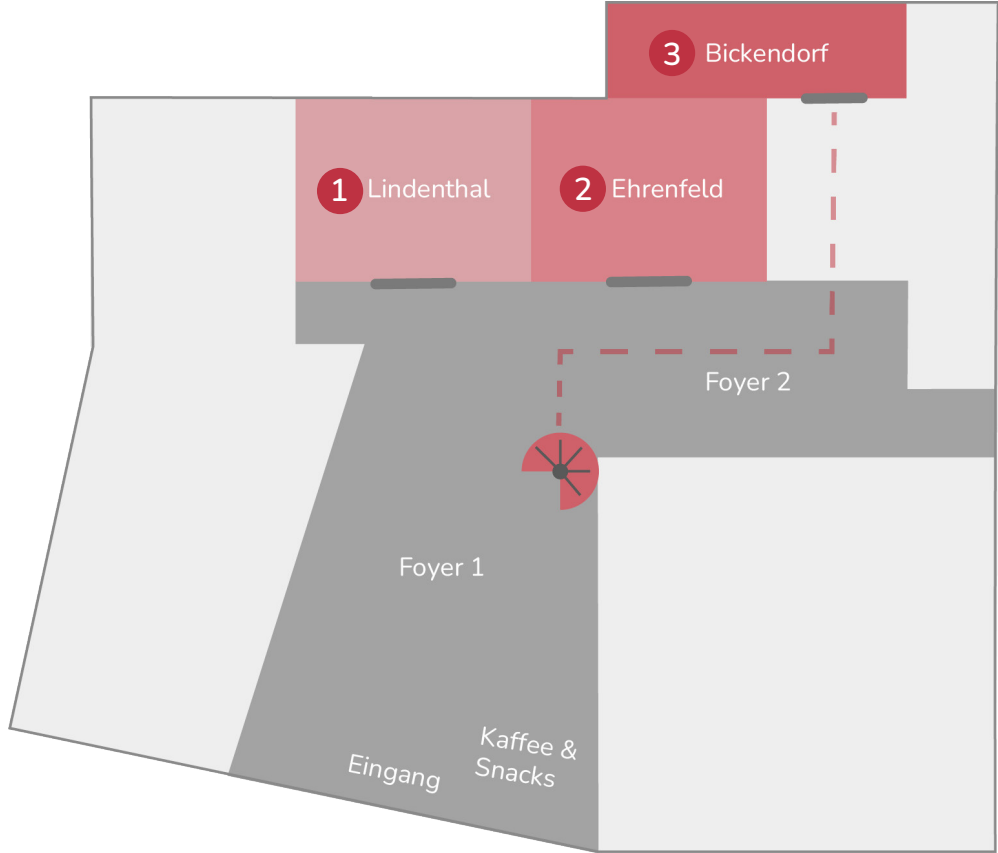 3 Bickendorf
1 Lindenthal
2 Ehrenfeld
Foyer 2
Foyer 1
Kaffee &
Snacks
Eingang